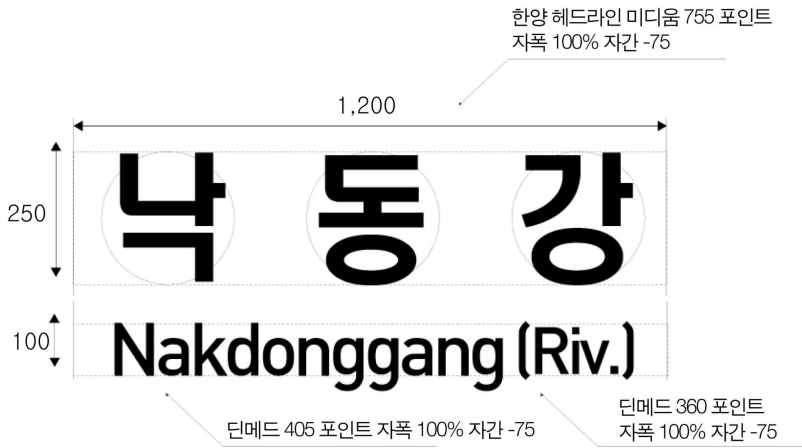 한양 헤드라인 미디움 755 포인트
자폭 100% 자간 -75
1,200
250
낙동강
100
Nakdonggang (Riv.)
딘메드 405 포인트 자폭 100% 자간 -75
딘메드 360 포인트
자폭 100% 자간 -75